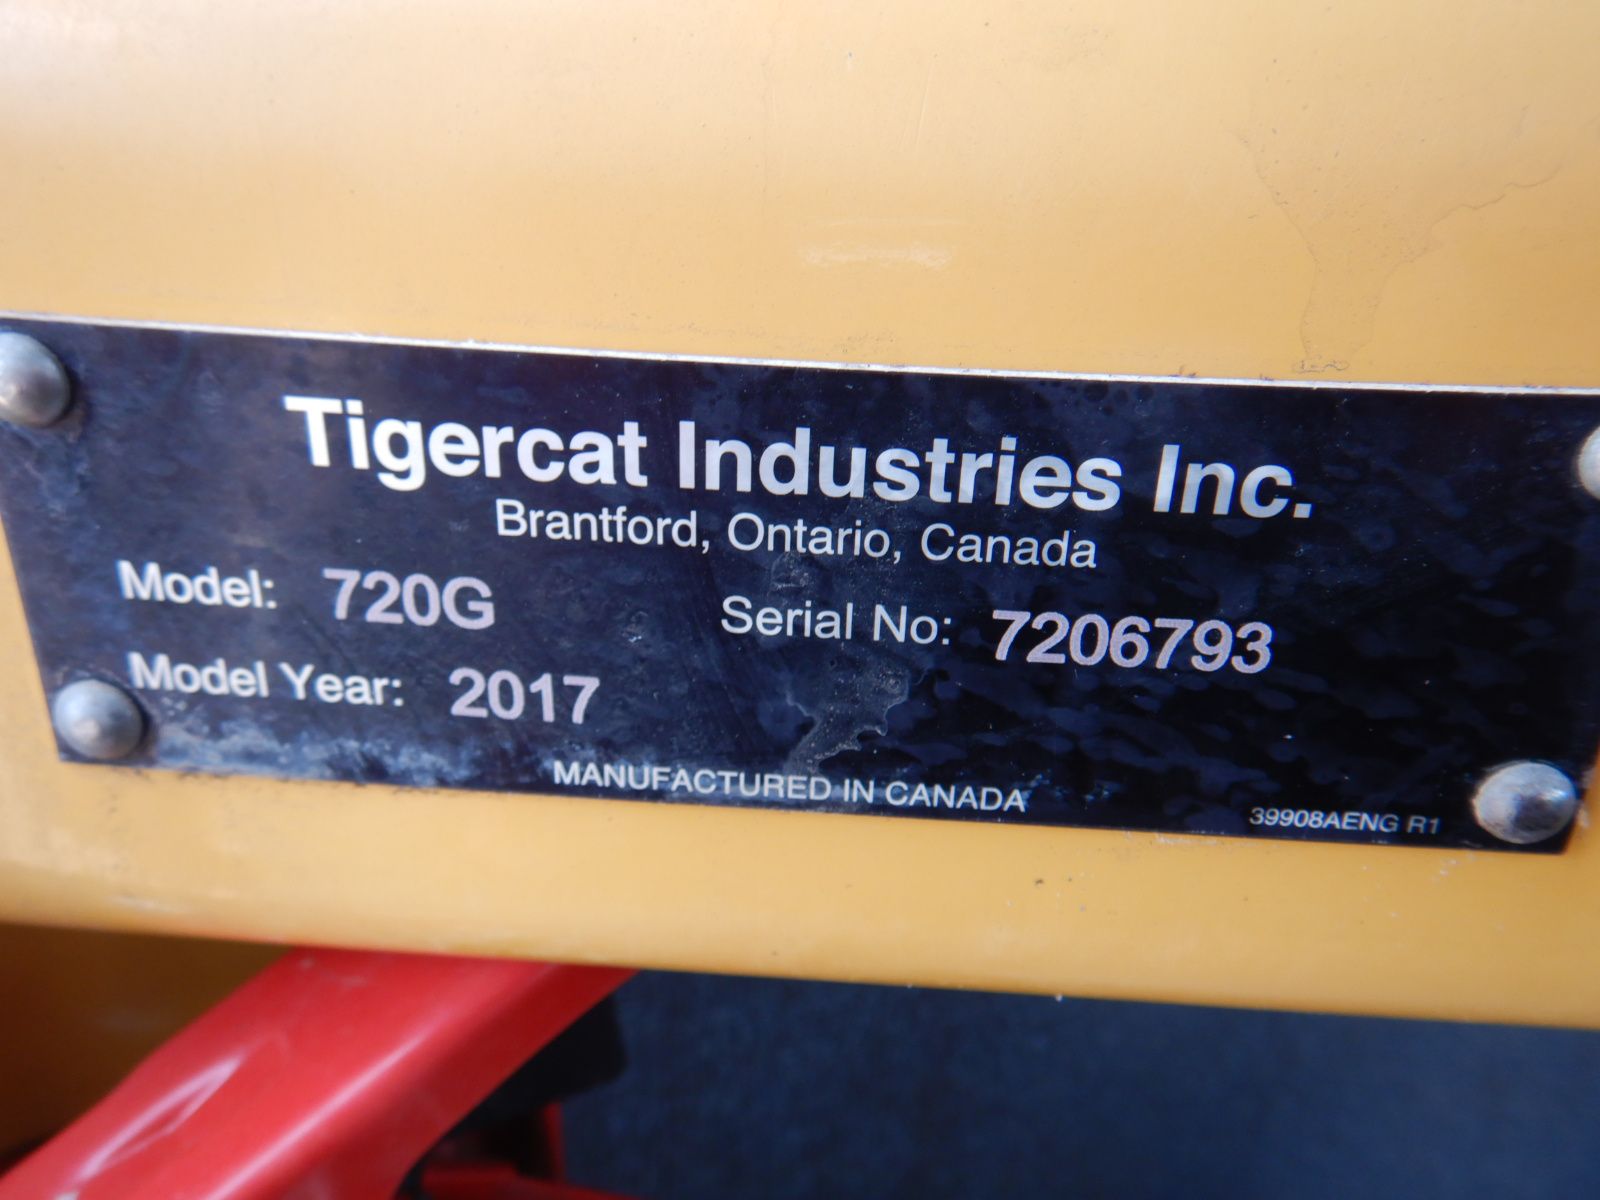 Tigercat Industries Inc.
Brantford, Ontario, Canada
Model: 720G Serial No: 7206793
Model Year: 2017
MANUFACTURED IN CANADA
39908AENG R1